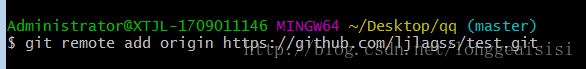 Administrator@XTJL-1709011146 MINGW64 ~/Desktop/qq (master)
$ git remote add origin https://github.com/ljlagss/test.git
http://blog.csdn.net/longgeaisisi